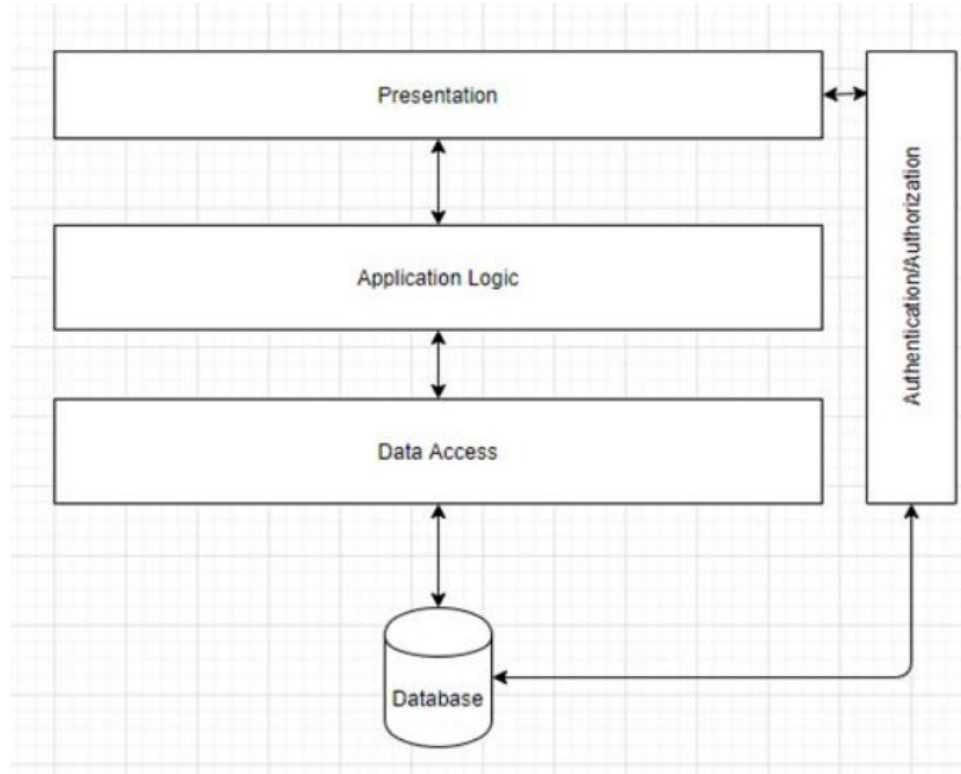 Presentation
Authentication/Authorization
Application Logic
Data Access
Database